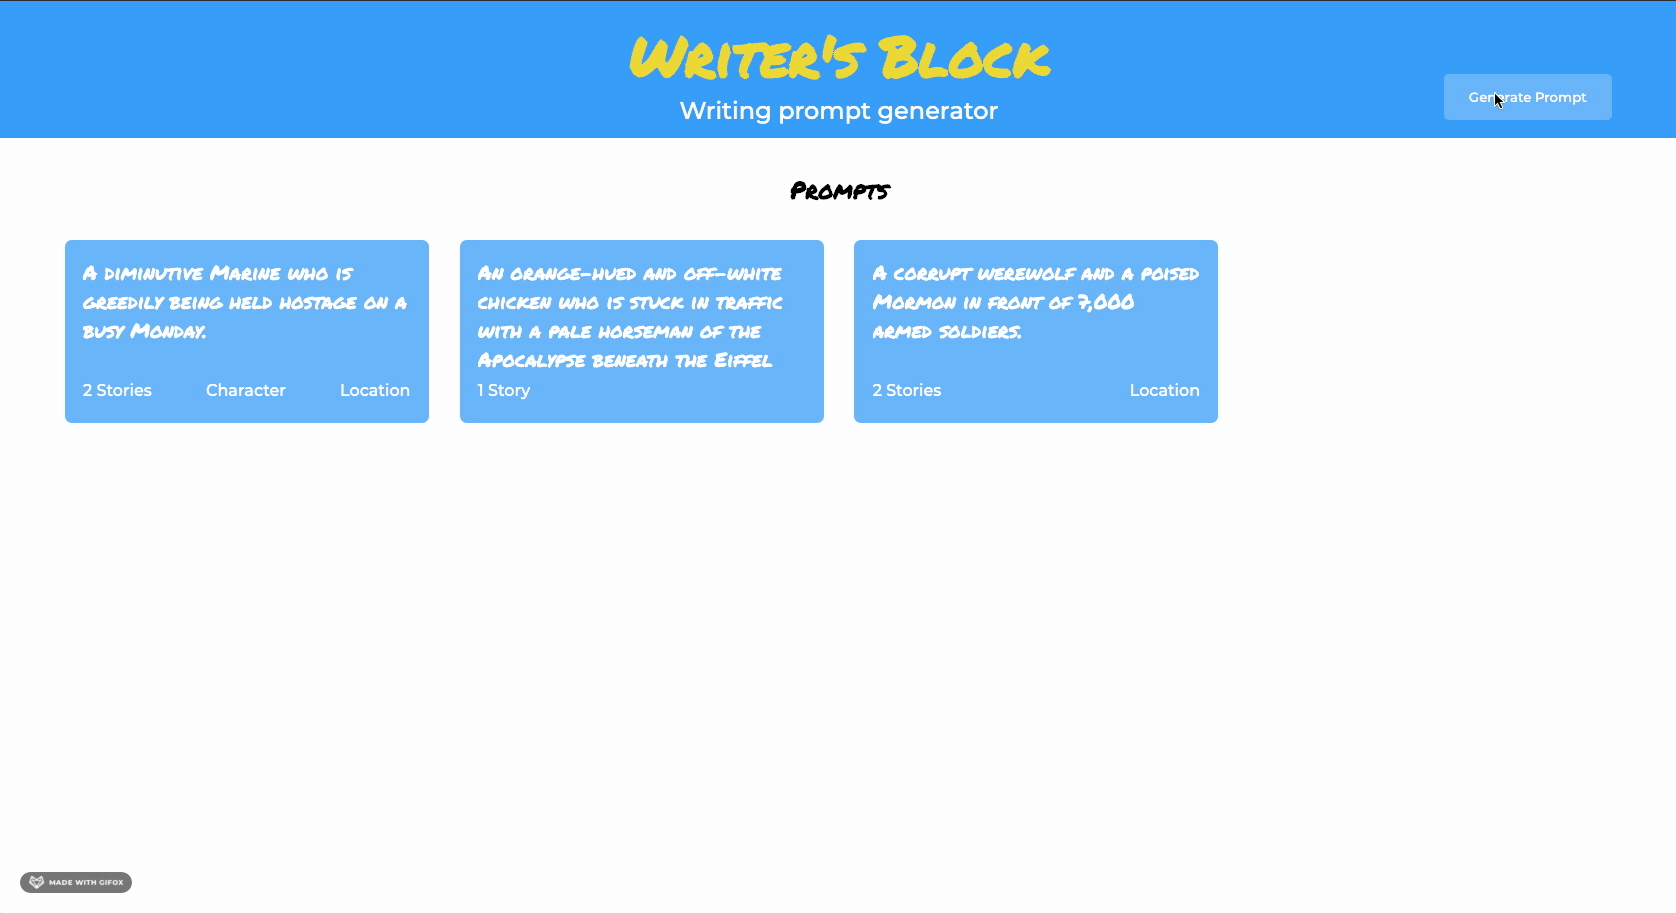 Writer's Block
Writing prompt generator
Generate Prompt
Prompts
A diminutive Marine who is
greedily being held hostage on a
busy Monday.
2 Stories Character Location
An orange-hued and off-white
chicken who is stuck in traffic
with a pale horseman of the
Apocalypse beneath the Eiffel
1 Story
A corrupt werewolf and a poised
Mormon in front of 7,000
armed soldiers.
2 Stories Location
MADE WITH GIFOX